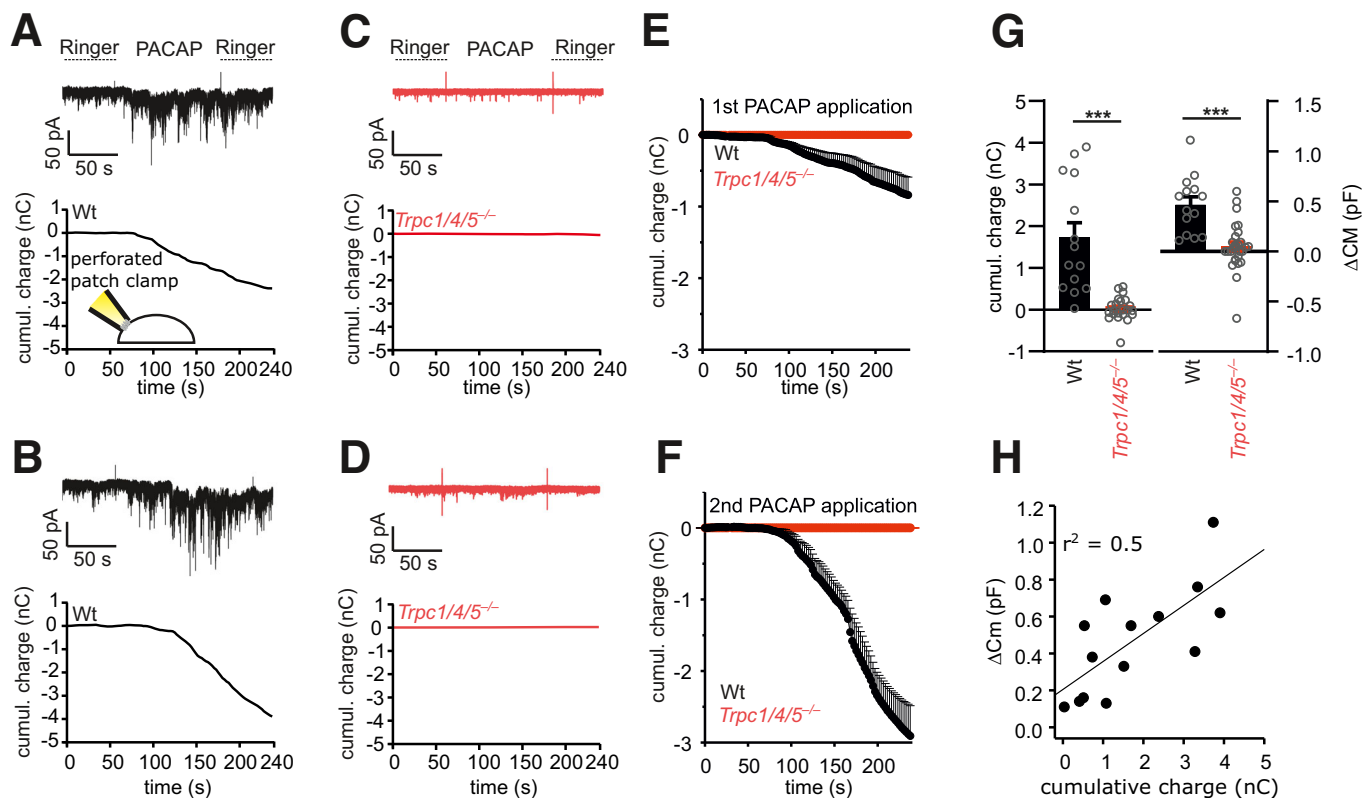 A
Ringer PACAP Ringer
50 pA
50 s
cumul. charge (nC)
1
0
-1
-2
-3
-4
-5
Wt
perforated
patch clamp
0 50 100 150 200 240
time (s)
B
50 pA
50 s
cumul. charge (nC)
1
0
-1
-2
-3
-4
-5
Wt
0 50 100 150 200 240
time (s)
C
Ringer PACAP Ringer
50 pA
50 s
cumul. charge (nC)
1
0
-1
-2
-3
-4
-5
Trpc1/4/5–/–
0 50 100 150 200 240
time (s)
D
50 pA
50 s
cumul. charge (nC)
1
0
-1
-2
-3
-4
-5
Trpc1/4/5–/–
0 50 100 150 200 240
time (s)
E
1st PACAP application
Wt
Trpc1/4/5–/–
cumul. charge (nC)
0
-1
-2
-3
0 50 100 150 200
time (s)
F
2nd PACAP application
Wt
Trpc1/4/5–/–
cumul. charge (nC)
0
-1
-2
-3
0 50 100 150 200
time (s)
G
cumul. charge (nC)
5
4
3
2
1
0
-1
***
***
1.5
1.0
0.5
0.0
-0.5
-1.0
ΔCM (pF)
Wt
Trpc1/4/5–/–
Wt
Trpc1/4/5–/–
H
ΔCm (pF)
1.2
1.0
0.8
0.6
0.4
0.2
0.0
r2 = 0.5
0 1 2 3 4 5
cumulative charge (nC)